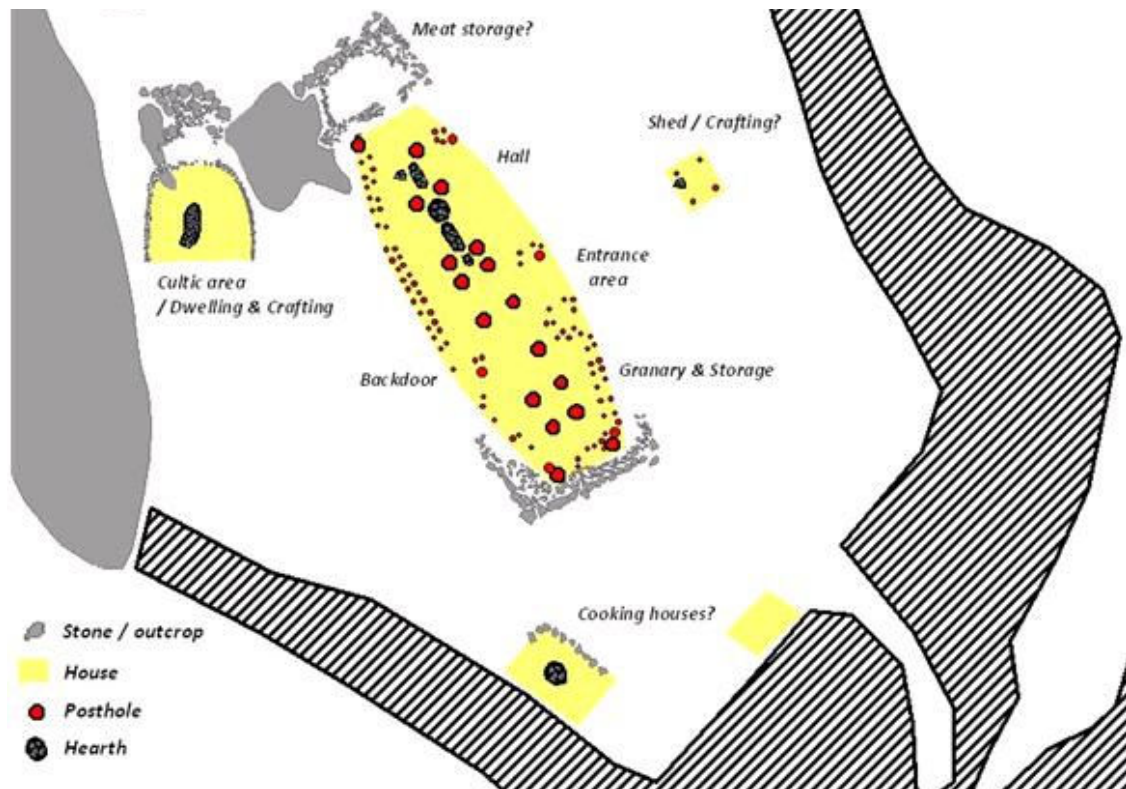 Meat storage?
Shed / Crafting?
Hall
Entrance
area
Cultic area
/ Dwelling & Crafting
Backdoor
Granary & Storage
Cooking houses?
Stone / outcrop
House
Posthole
Hearth